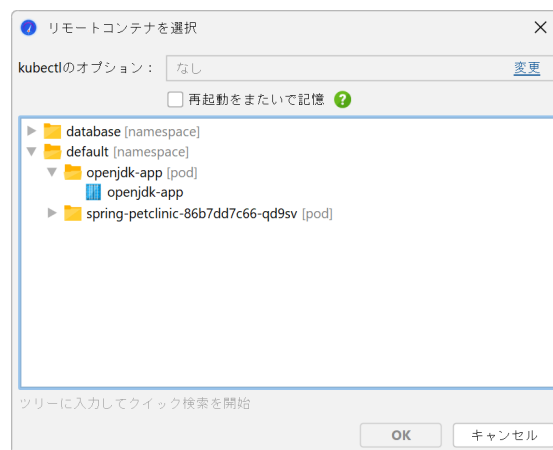 リモートコンテナを選択
kubectlのオプション： なし 変更
再起動をまたいで記憶 ?
database [namespace]
default [namespace]
openjdk-app [pod]
openjdk-app
spring-petclinic-86b7dd7c66-qd9sv [pod]
ツリーに入力してクイック検索を開始
OK キャンセル